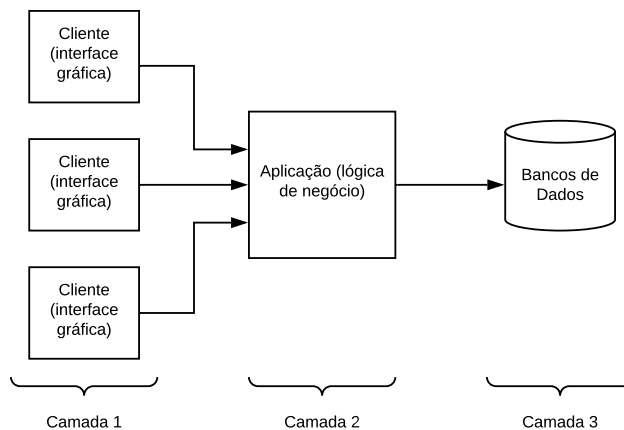 Cliente
(interface
gráfica)
Cliente
(interface
gráfica)
Cliente
(interface
gráfica)
Aplicação (lógica
de negócio)
Bancos de
Dados
Camada 1
Camada 2
Camada 3